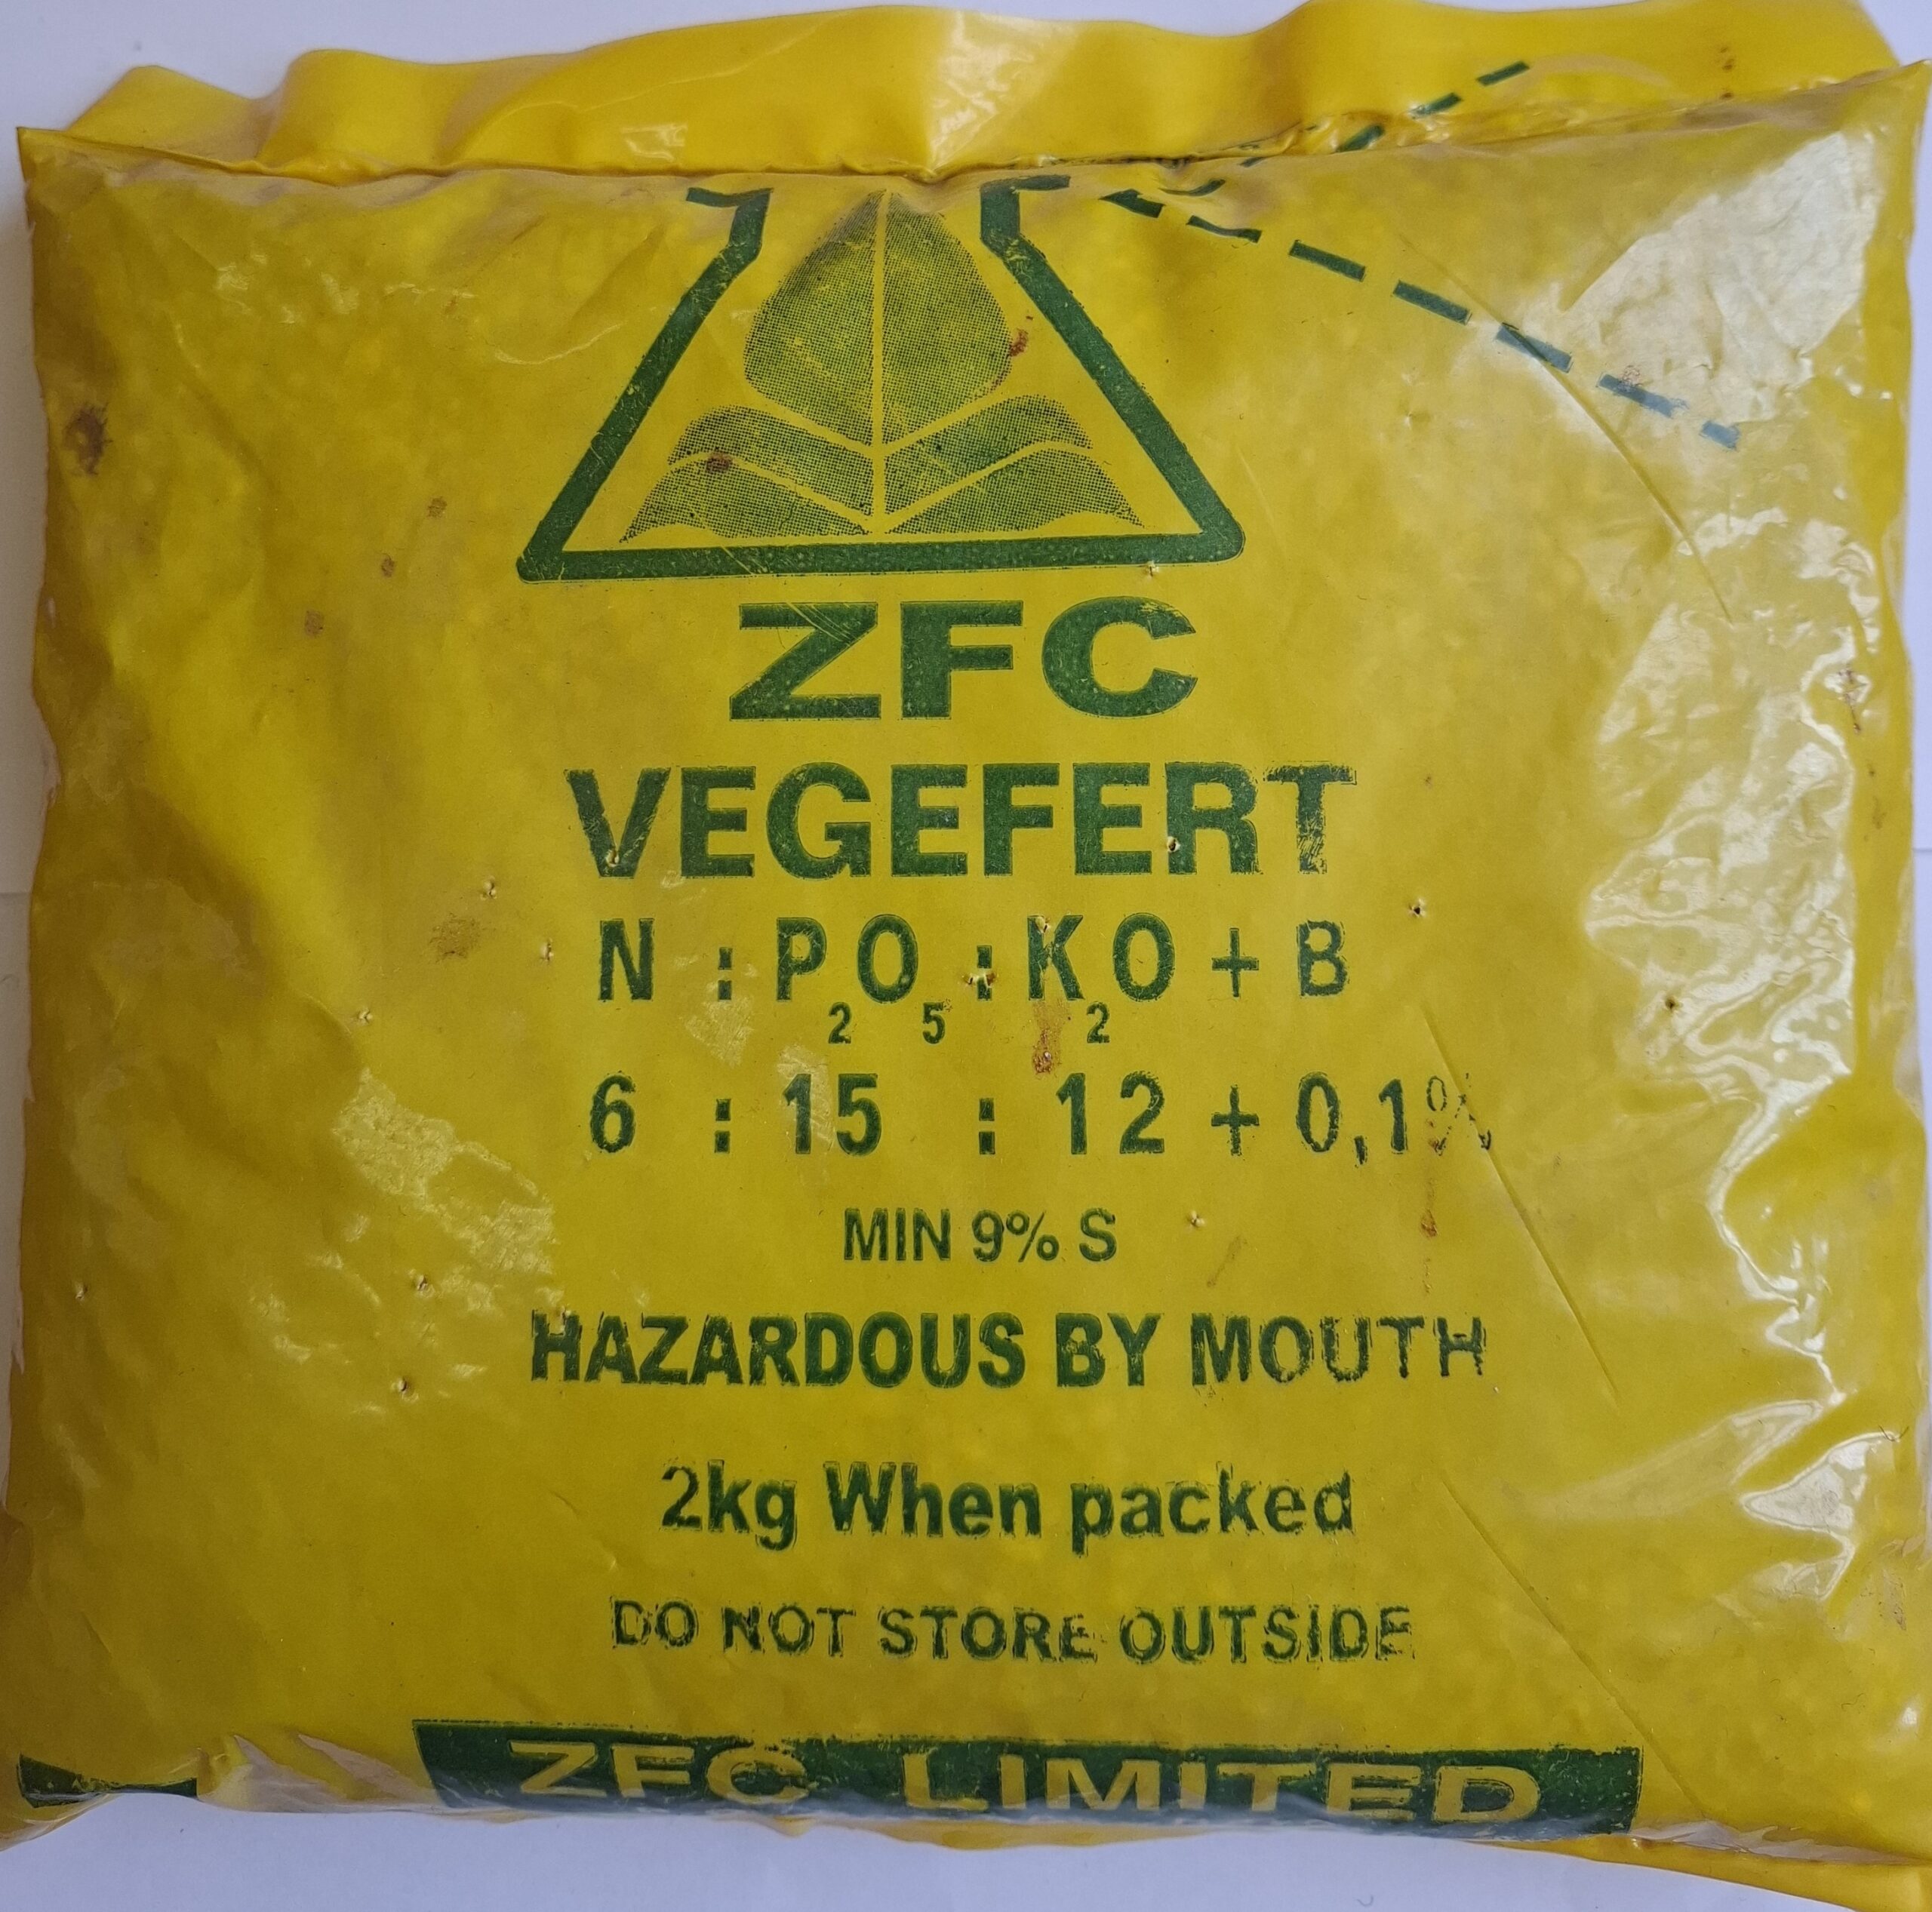 ZFC
VEGEFERT
N : P₂O₅ : K₂O + B
6 : 15 : 12 + 0,1%
MIN 9% S
HAZARDOUS BY MOUTH
2kg When packed
DO NOT STORE OUTSIDE
ZFC LIMITED